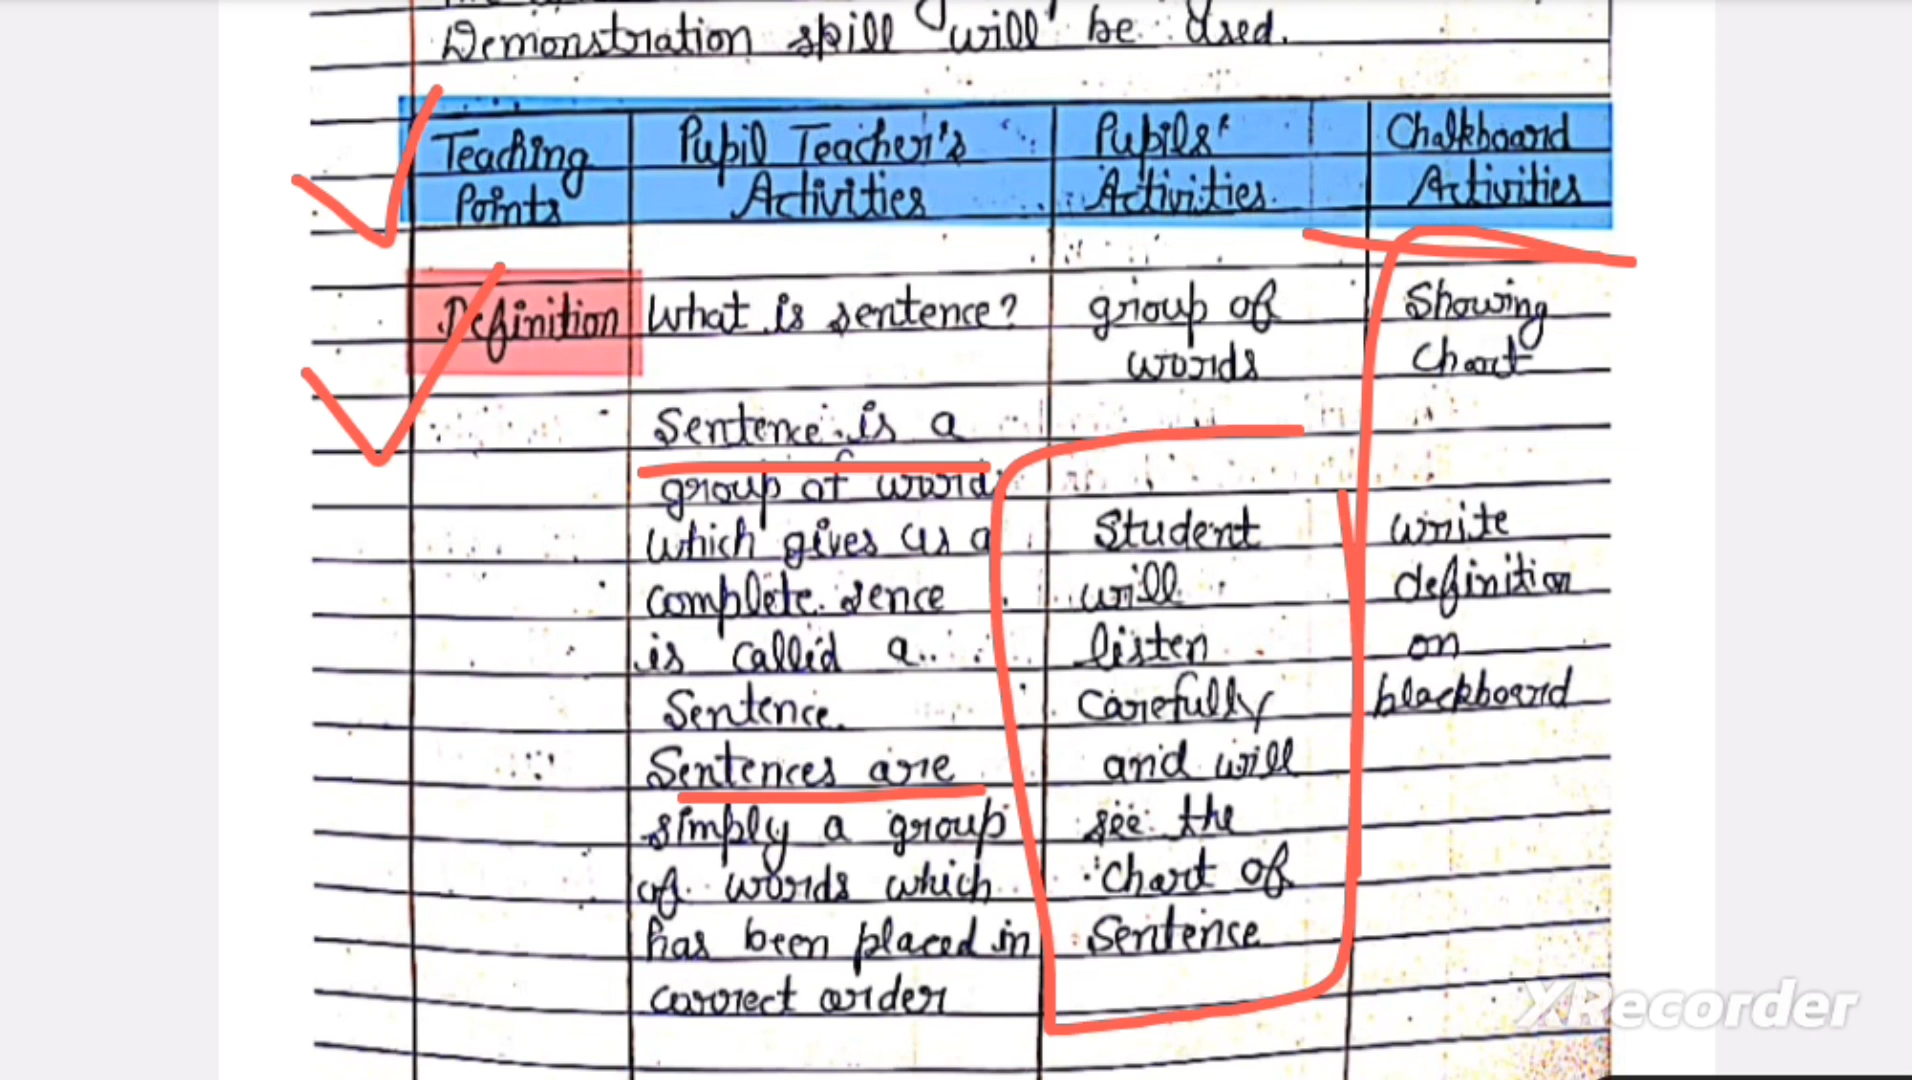 Demonstration skill will be used.
Teaching Points
Pupil Teacher's Activities
Pupils' Activities
Chalkboard Activities
Definition
What is sentence?
group of
words
Showing
Chart
Sentence is a
group of word
which gives us a
complete sence
is called a
Sentence.
Sentences are
simply a group
of words which
has been placed in
correct order
Student
will
listen
carefully
and will
see the
Chart of
Sentence
write
definition
on
blackboard
XRecorder